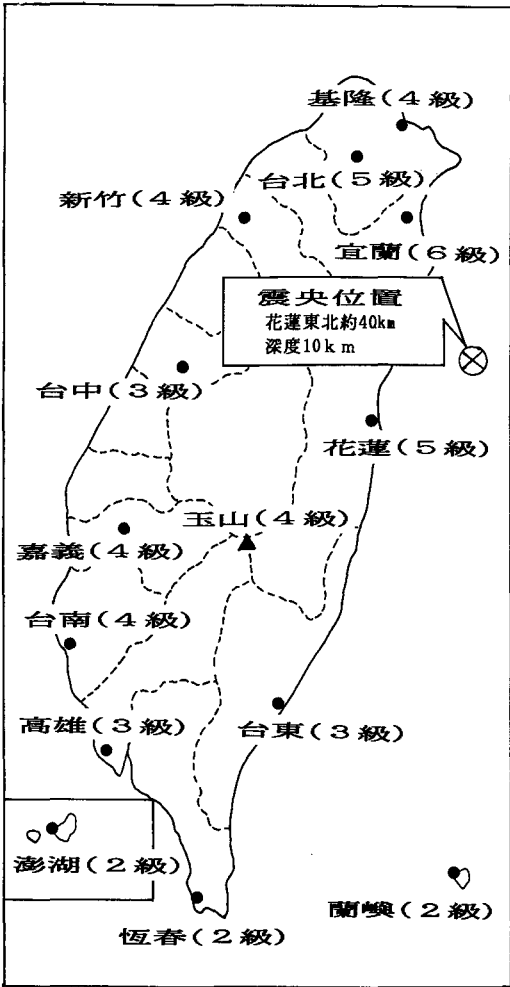 基隆(4級)
台北(5級)
新竹(4級)
宜蘭(6級)
震央位置
花蓮東北約40km
深度10km
台中(3級)
花蓮(5級)
玉山(4級)
嘉義(4級)
台南(4級)
高雄(3級)
台東(3級)
澎湖(2級)
蘭嶼(2級)
恆春(2級)